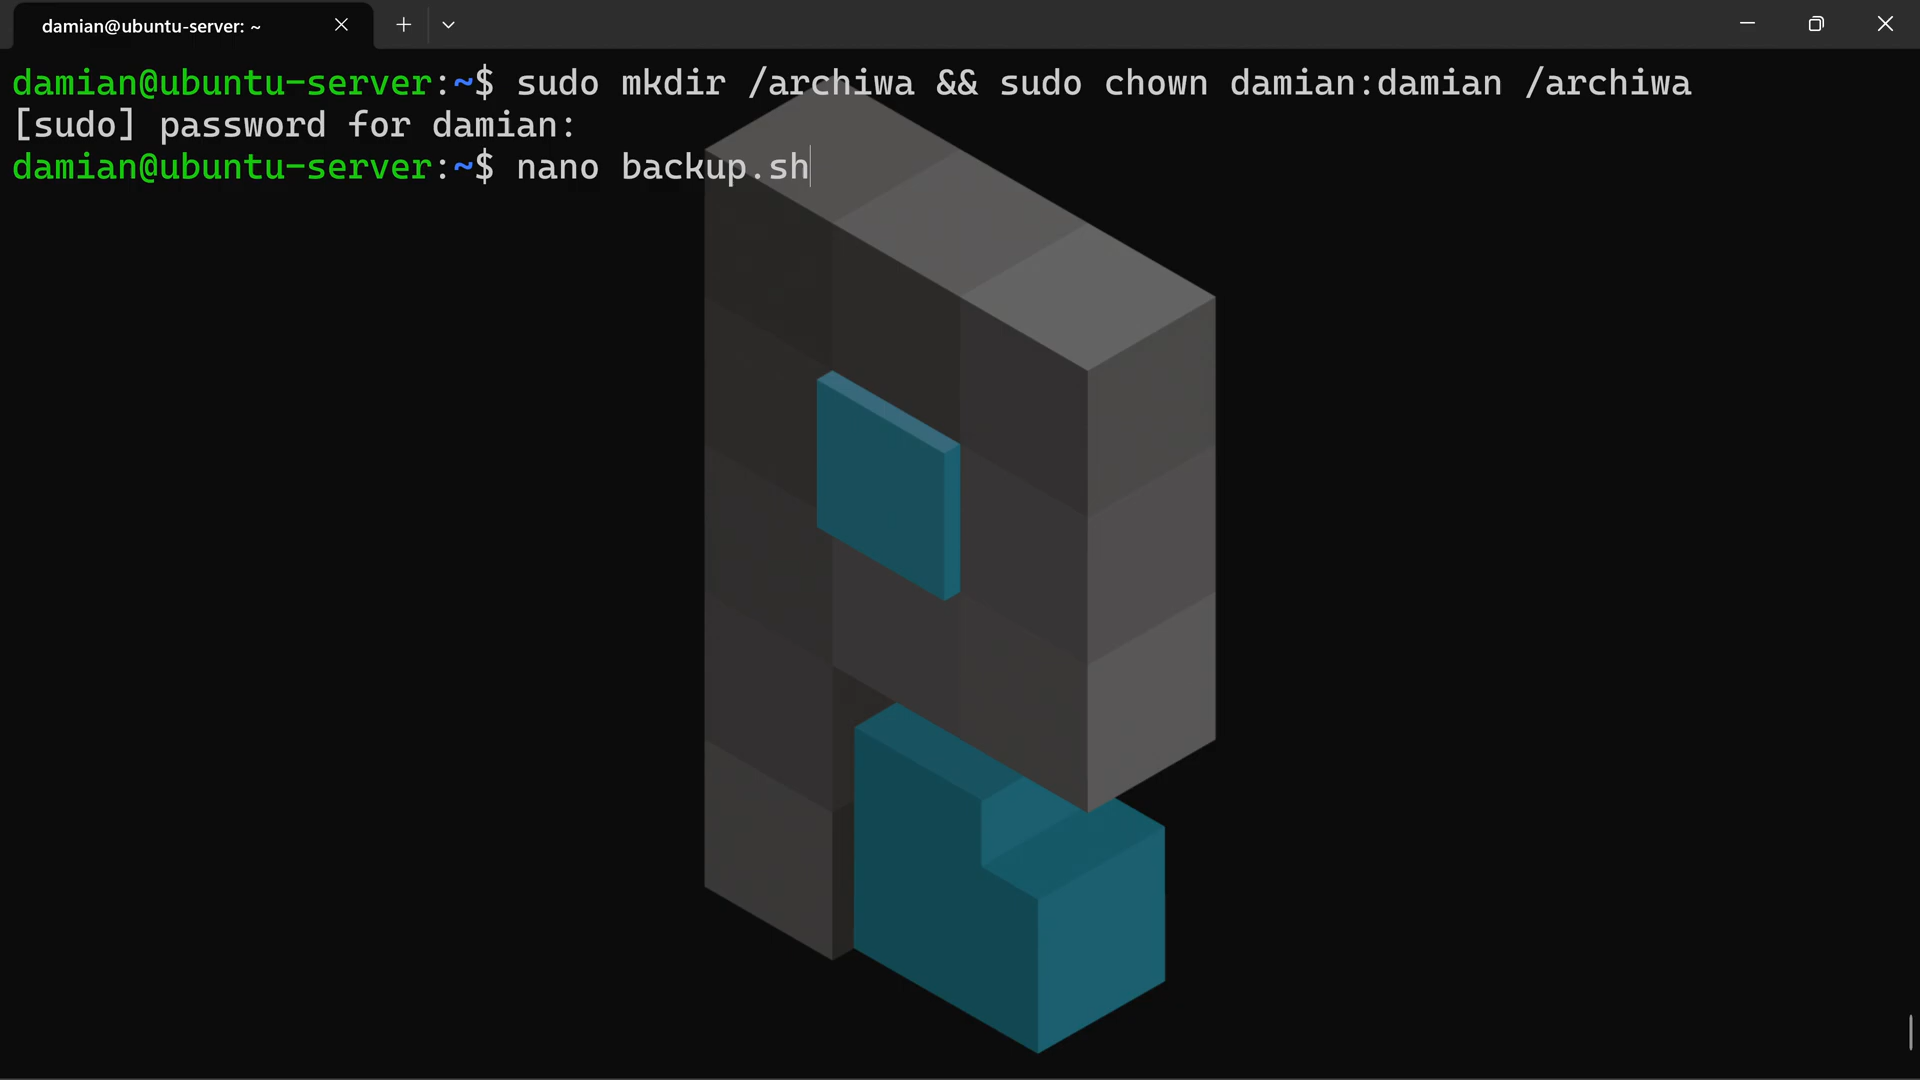 damian@ubuntu-server: ~
damian@ubuntu-server:~$ sudo mkdir /archiwa && sudo chown damian:damian /archiwa
[sudo] password for damian:
damian@ubuntu-server:~$ nano backup.sh